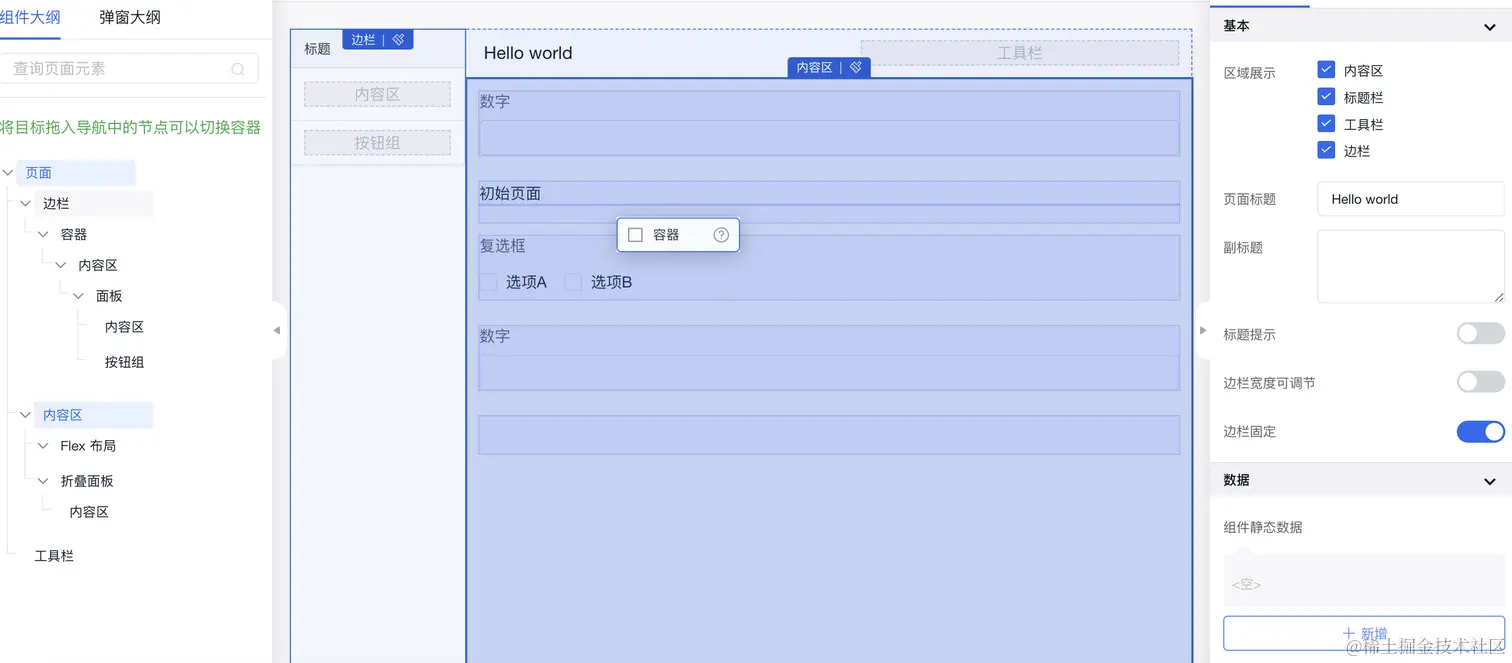 组件大纲
弹窗大纲
查询页面元素
将目标拖入导航中的节点可以切换容器
页面
边栏
容器
内容区
面板
内容区
按钮组
内容区
Flex 布局
折叠面板
内容区
工具栏
标题
边栏
内容区
按钮组
Hello world
工具栏
内容区
数字
初始页面
容器
复选框
选项A
选项B
数字
基本
区域展示
内容区
标题栏
工具栏
边栏
页面标题
Hello world
副标题
标题提示
边栏宽度可调节
边栏固定
数据
组件静态数据
<空>
新增
@稀土掘金技术社区